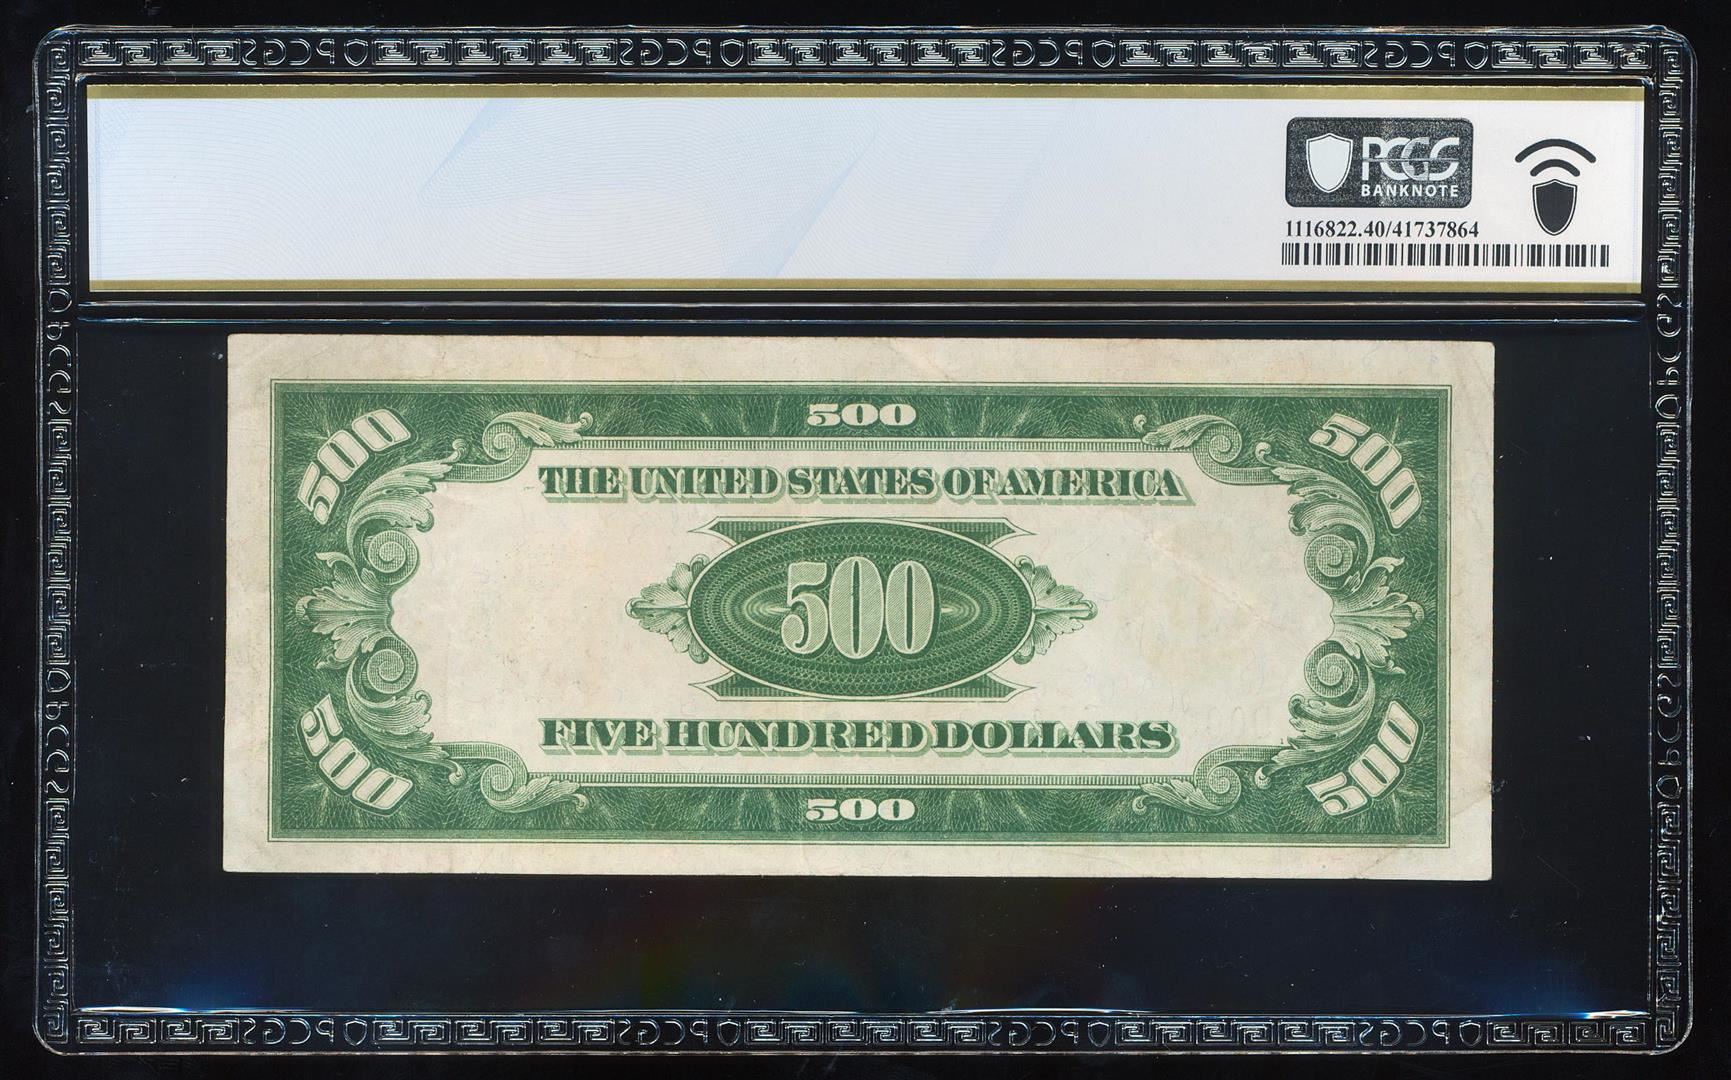 PCGS
BANKNOTE
1116822.40/41737864
500
500 500
THE UNITED STATES OF AMERICA
500
FIVE HUNDRED DOLLARS
500 500
500